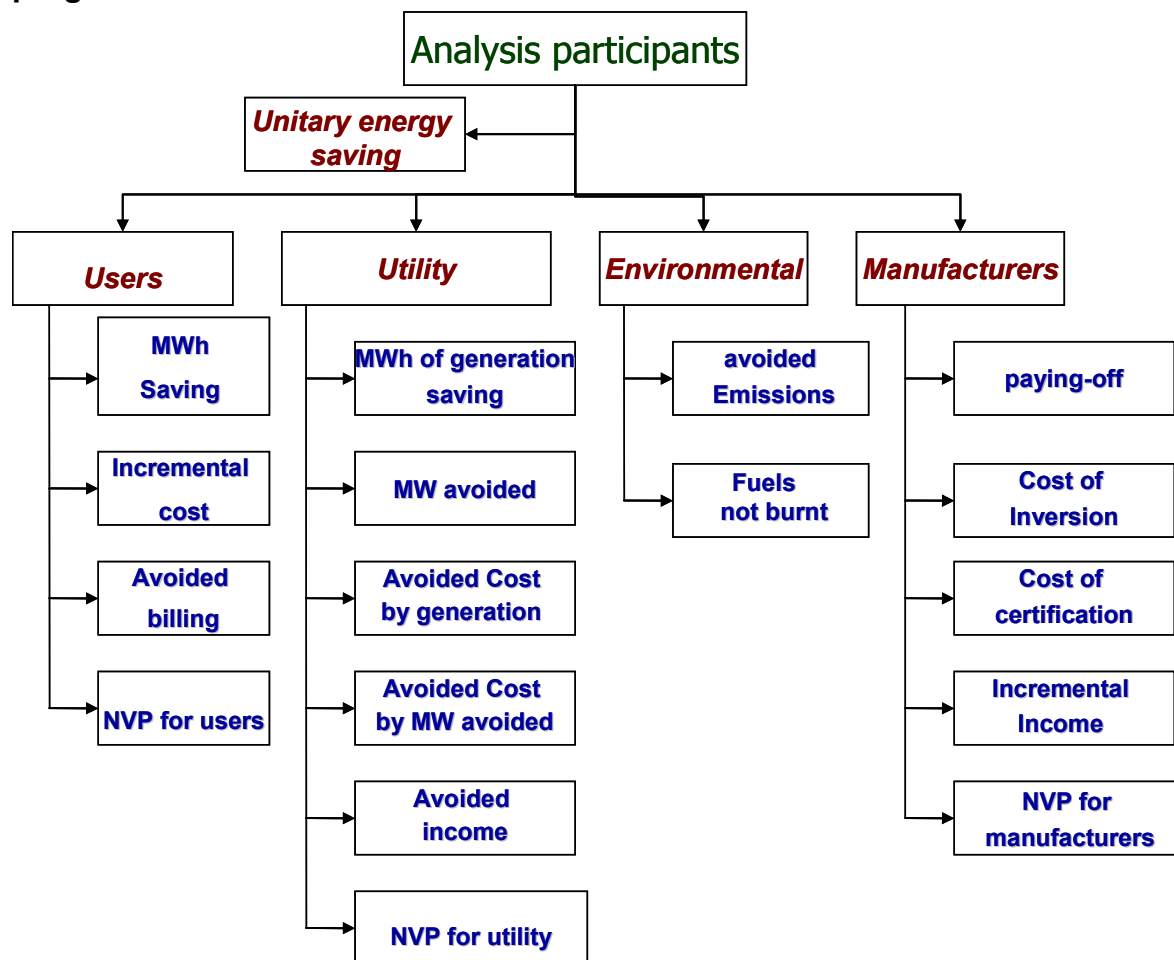 Analysis participants
Unitary energy
saving
Users
MWh
Saving
Incremental
cost
Avoided
billing
NVP for users
Utility
MWh of generation
saving
MW avoided
Avoided Cost
by generation
Avoided Cost
by MW avoided
Avoided
income
NVP for utility
Environmental
avoided
Emissions
Fuels
not burnt
Manufacturers
paying-off
Cost of
Inversion
Cost of
certification
Incremental
Income
NVP for
manufacturers